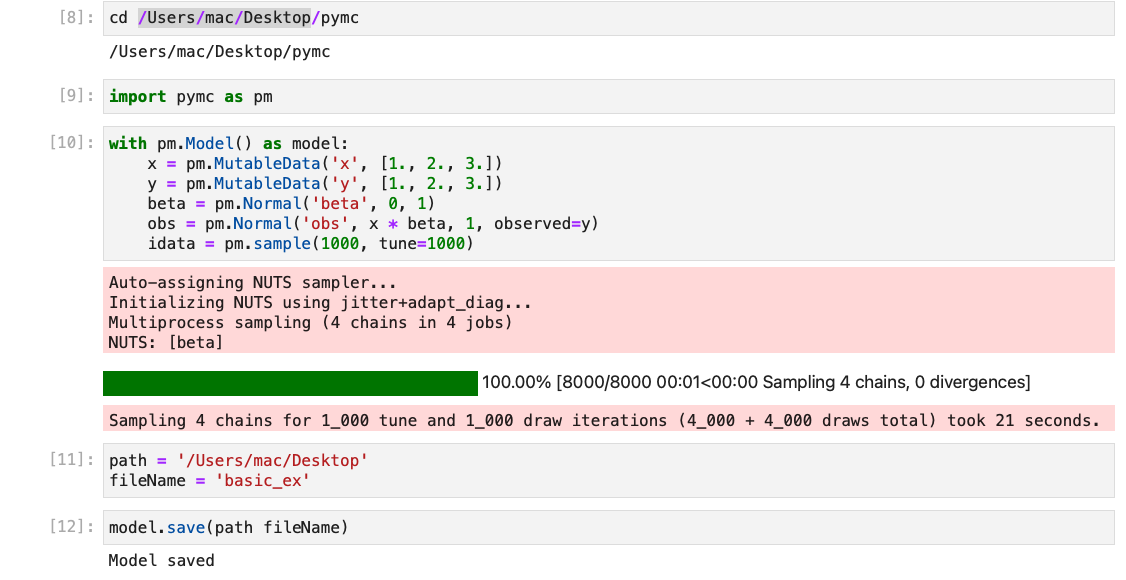 [8]: cd /Users/mac/Desktop/pymc
/Users/mac/Desktop/pymc
[9]: import pymc as pm
[10]: with pm.Model() as model:
    x = pm.MutableData('x', [1., 2., 3.])
    y = pm.MutableData('y', [1., 2., 3.])
    beta = pm.Normal('beta', 0, 1)
    obs = pm.Normal('obs', x * beta, 1, observed=y)
    idata = pm.sample(1000, tune=1000)
Auto-assigning NUTS sampler...
Initializing NUTS using jitter+adapt_diag...
Multiprocess sampling (4 chains in 4 jobs)
NUTS: [beta]
100.00% [8000/8000 00:01<00:00 Sampling 4 chains, 0 divergences]
Sampling 4 chains for 1_000 tune and 1_000 draw iterations (4_000 + 4_000 draws total) took 21 seconds.
[11]: path = '/Users/mac/Desktop'
fileName = 'basic_ex'
[12]: model.save(path fileName)
Model saved